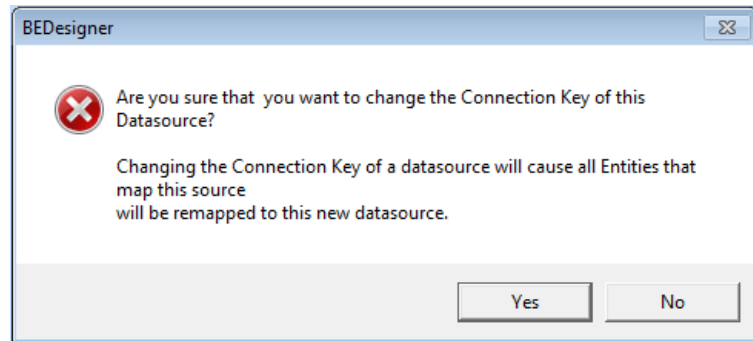 BEDesigner
Are you sure that  you want to change the Connection Key of this
Datasource?
Changing the Connection Key of a datasource will cause all Entities that
map this source
will be remapped to this new datasource.
Yes
No